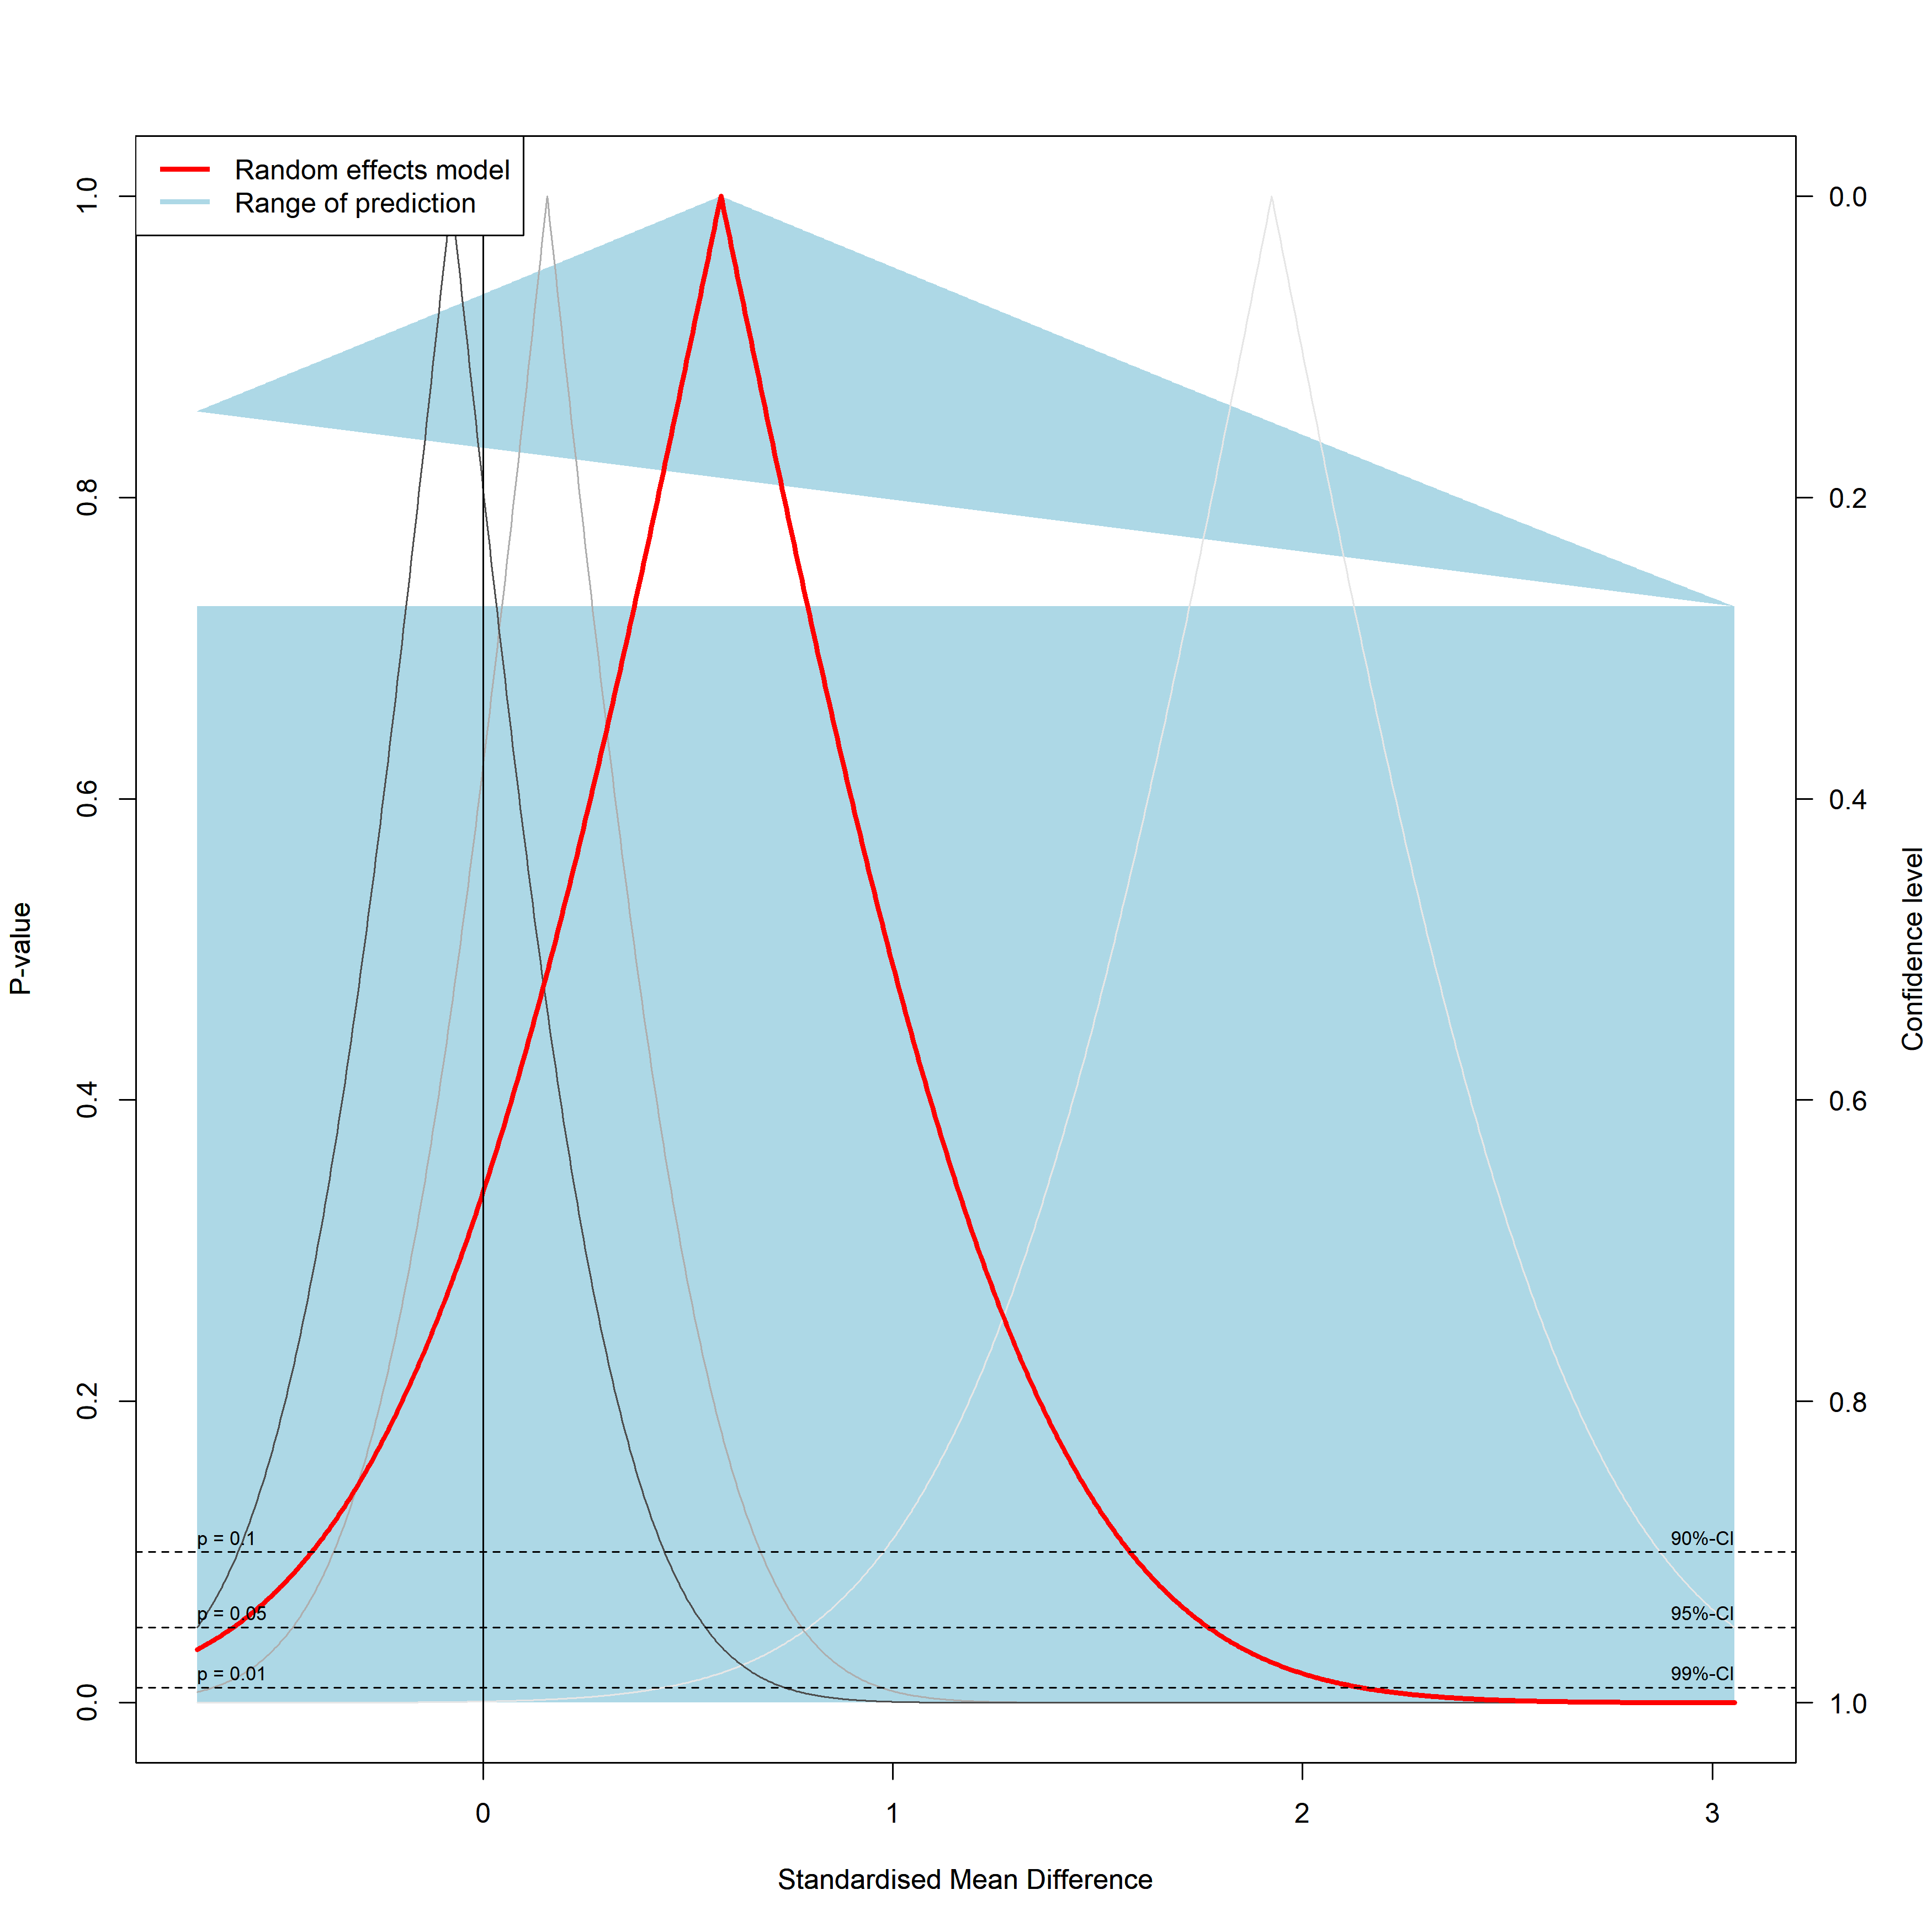 Random effects model
Range of prediction
1.0
0.8
0.6
0.4
0.2
0.0
P-value
0.0
0.2
0.4
0.6
0.8
1.0
Confidence level
p = 0.1
90%-CI
p = 0.05
95%-CI
p = 0.01
99%-CI
0
1
2
3
Standardised Mean Difference